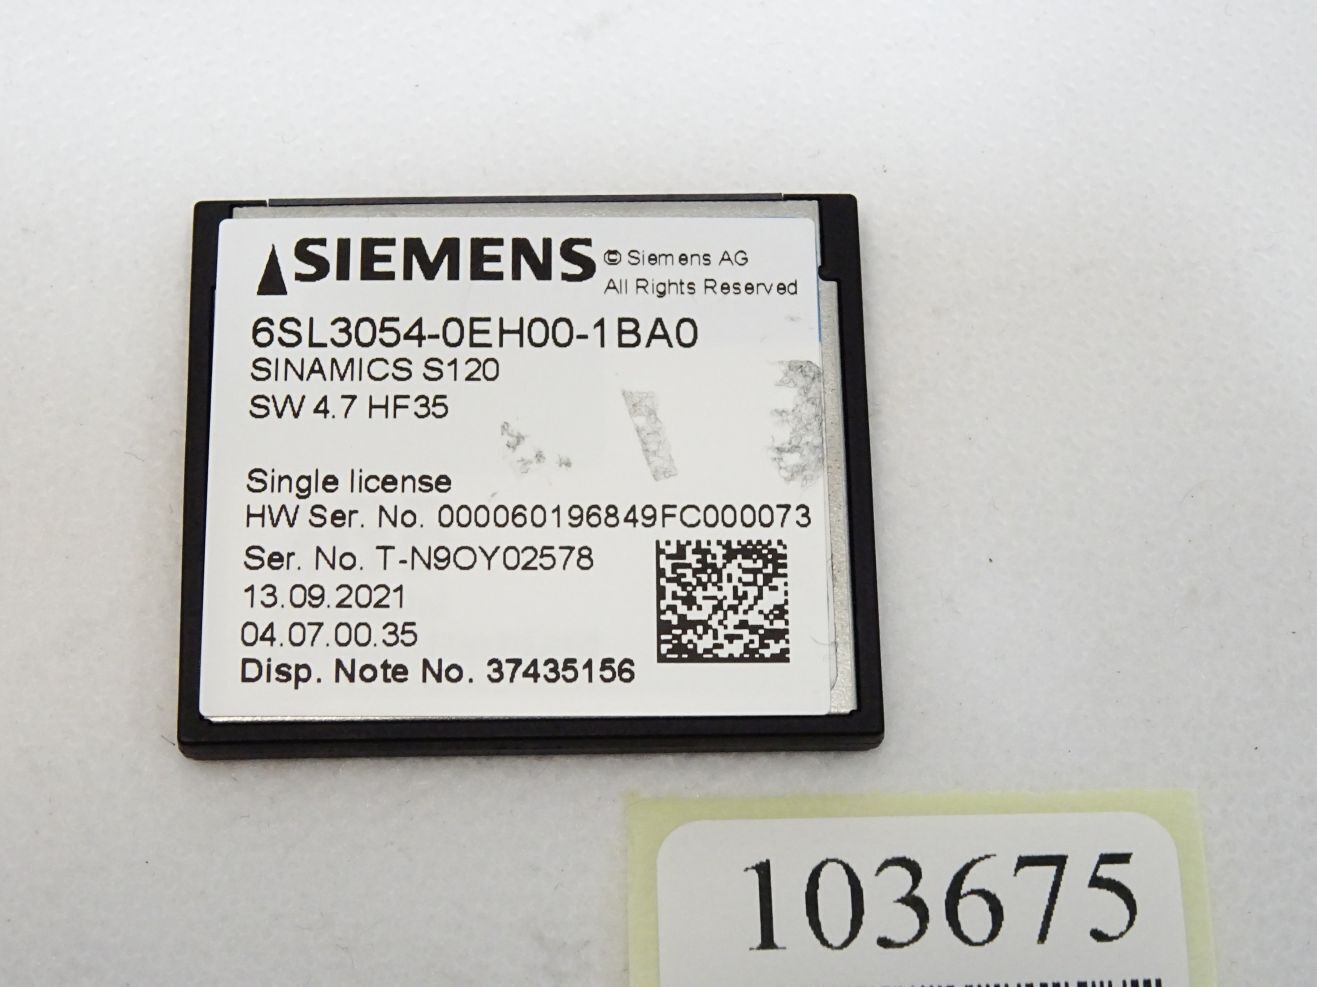 SIEMENS © Siemens AG
All Rights Reserved
6SL3054-0EH00-1BA0
SINAMICS S120
SW 4.7 HF35
Single license
HW Ser. No. 000060196849FC000073
Ser. No. T-N9OY02578
13.09.2021
04.07.00.35
Disp. Note No. 37435156
103675